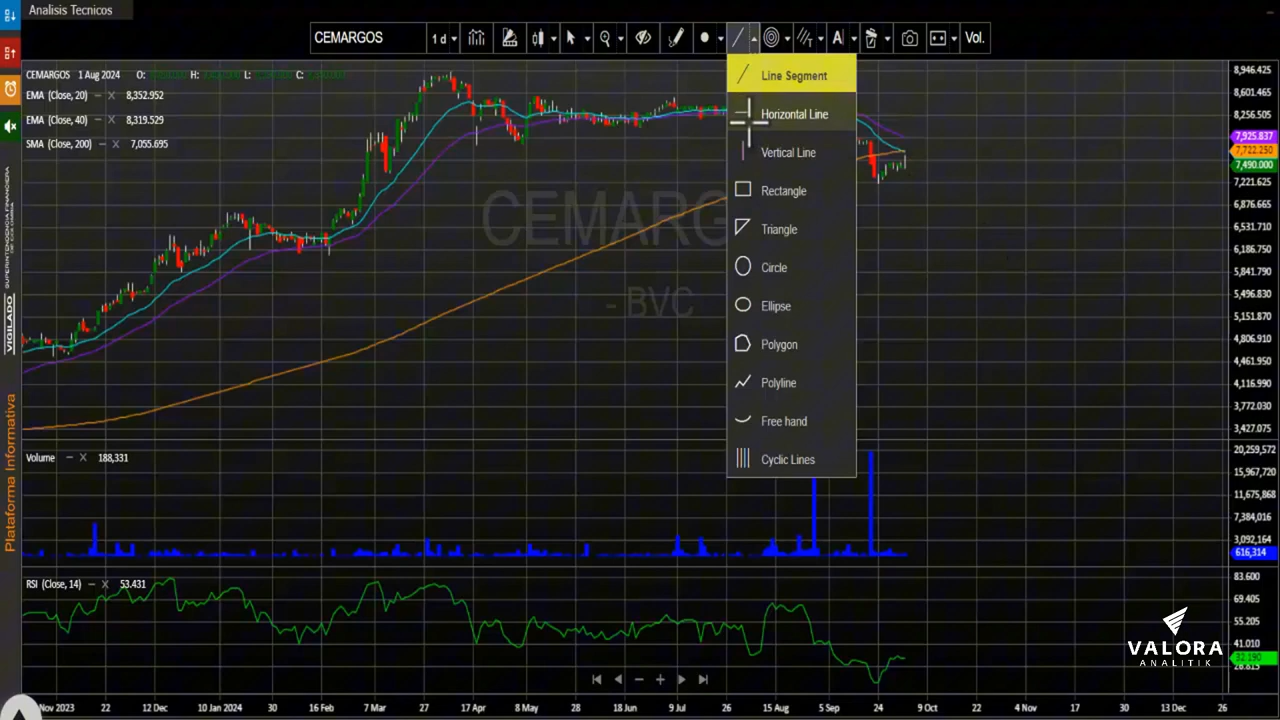 Analisis Tecnicos
CEMARGOS
1 d
A
Vol.
CEMARGOS 1 Aug 2024 O: H: L: C:
EMA (Close, 20) – X 8,352.952
EMA (Close, 40) – X 8,319.529
SMA (Close, 200) – X 7,055.695
Line Segment
Horizontal Line
Vertical Line
Rectangle
Triangle
Circle
Ellipse
Polygon
Polyline
Free hand
Cyclic Lines
CEMARG
- BVC
8,946.425
8,601.465
8,256.505
7,925.837
7,722.250
7,490.000
7,221.625
6,876.665
6,531.710
6,186.750
5,841.790
5,496.830
5,151.870
4,806.910
4,461.950
4,116.990
3,772.030
3,427.075
Volume – X 188,331
20,259,572
15,967,720
11,675,868
7,384,016
3,092,164
616,314
RSI (Close, 14) – X 53.431
83.600
69.405
55.205
41.010
32.190
26.815
Nov 2023 22 12 Dec 10 Jan 2024 30 16 Feb 7 Mar 27 17 Apr 8 May 28 18 Jun 9 Jul 26 15 Aug 5 Sep 24 9 Oct 21 4 Nov 17 30 13 Dec 26
VIGILADO
SUPERINTENDENCIA FINANCIERA
DE COLOMBIA
Plataforma Informativa
VALORA
ANALITIK